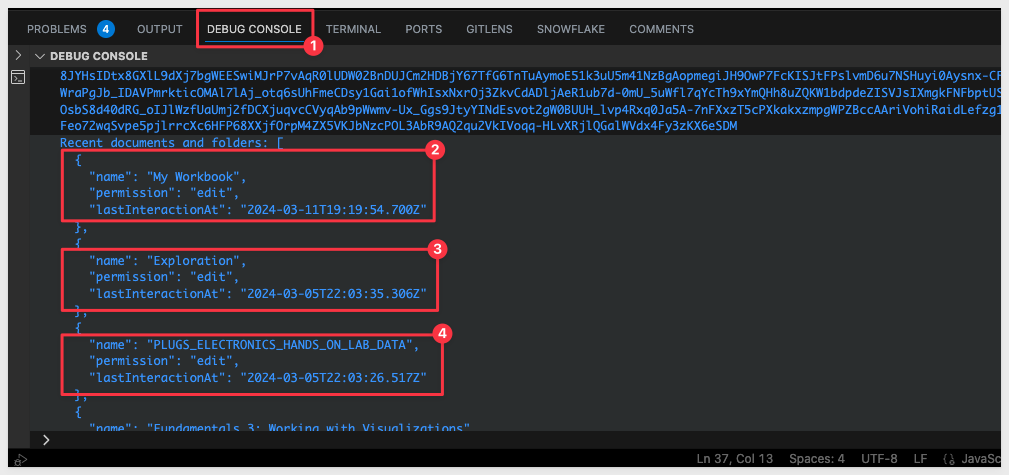 PROBLEMS 4 OUTPUT DEBUG CONSOLE TERMINAL PORTS GITLENS SNOWFLAKE COMMENTS
1
DEBUG CONSOLE
8JYHsIDtx8GXlL9dXj7bgWEESwiMJrP7vAqR0lUDW02BnDUJCm2HDBjY67TfG6TnTuAymoE51k3uU5m41NzBgAopmegiJH9OwP7FcKISJtFPslvmD6u7NSHuyi0Aysnx-CF
WraPgJb_IDAVPmrkticOMAl7lAj_otq6sUhFmeCDsy1Gai1ofWhIsxNxrOj3ZkvCdADljAeR1ub7d-0mU_5uWfl7qYcTh9xYmQHh8uZQKW1bdpdeZISVJsIXmgkFNFbptUS
OsbS8d40dRG_oIJlWzfUaUmj2fDCXjuqvcCVyqAb9pWwmv-Ux_Ggs9JtyYINdEsvot2gW0BUUH_lvp4Rxq0Ja5A-7nFXxzT5cPXkakxzmpgWPZBccAAriVohiRaidLefzg1
Feo72wqSvpe5pjlrrcXc6HFP68XXjfOrpM4ZX5VKJbNzcPOL3AbR9AQ2qu2VkIVoqq-HLvXRjlQGalWVdx4Fy3zKX6eSDM
Recent documents and folders: [
2
{
"name": "My Workbook",
"permission": "edit",
"lastInteractionAt": "2024-03-11T19:19:54.700Z"
},
3
{
"name": "Exploration",
"permission": "edit",
"lastInteractionAt": "2024-03-05T22:03:35.306Z"
},
4
{
"name": "PLUGS_ELECTRONICS_HANDS_ON_LAB_DATA",
"permission": "edit",
"lastInteractionAt": "2024-03-05T22:03:26.517Z"
},
{
"name": "Fundamentals 3: Working with Visualizations"
Ln 37, Col 13 Spaces: 4 UTF-8 LF {} JavaSc